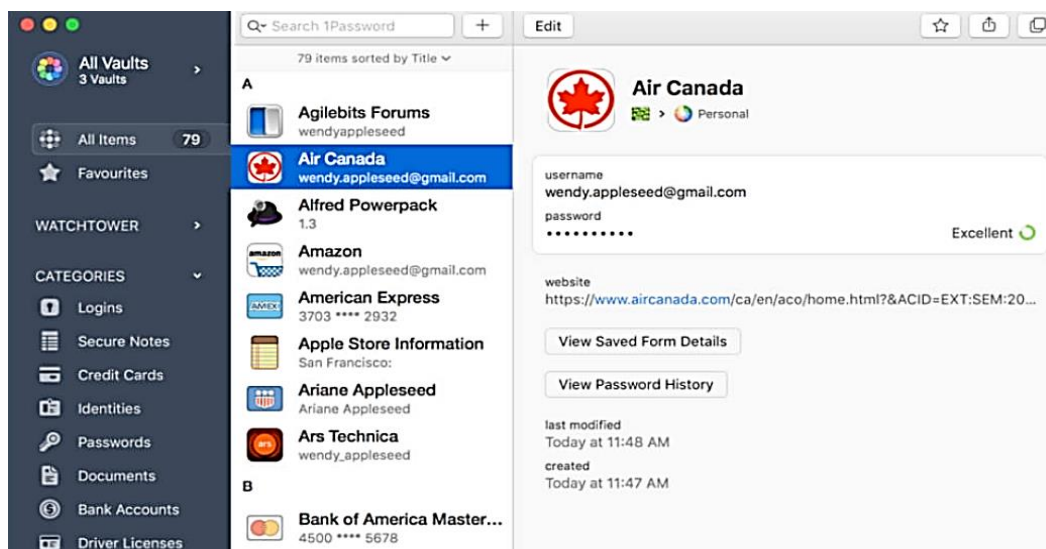 All Vaults
3 Vaults
All Items 79
Favourites
WATCHTOWER
CATEGORIES
Logins
Secure Notes
Credit Cards
Identities
Passwords
Documents
Bank Accounts
Driver Licenses
Search 1Password
79 items sorted by Title
A
Agilebits Forums
wendyappleseed
Air Canada
wendy.appleseed@gmail.com
Alfred Powerpack
1.3
amazon
Amazon
wendy.appleseed@gmail.com
AMEX
American Express
3703 **** 2932
Apple Store Information
San Francisco:
Ariane Appleseed
Ariane Appleseed
ars
Ars Technica
wendy_appleseed
B
Bank of America Master...
4500 **** 5678
Edit
Air Canada
Personal
username
wendy.appleseed@gmail.com
password
•••••••••• Excellent
website
https://www.aircanada.com/ca/en/aco/home.html?&ACID=EXT:SEM:20...
View Saved Form Details
View Password History
last modified
Today at 11:48 AM
created
Today at 11:47 AM